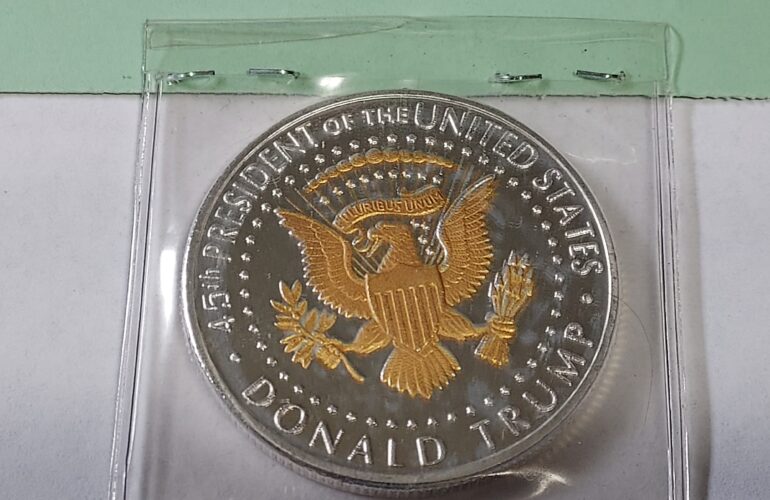 45th PRESIDENT OF THE UNITED STATES
PLURIBUS UNUM
DONALD TRUMP